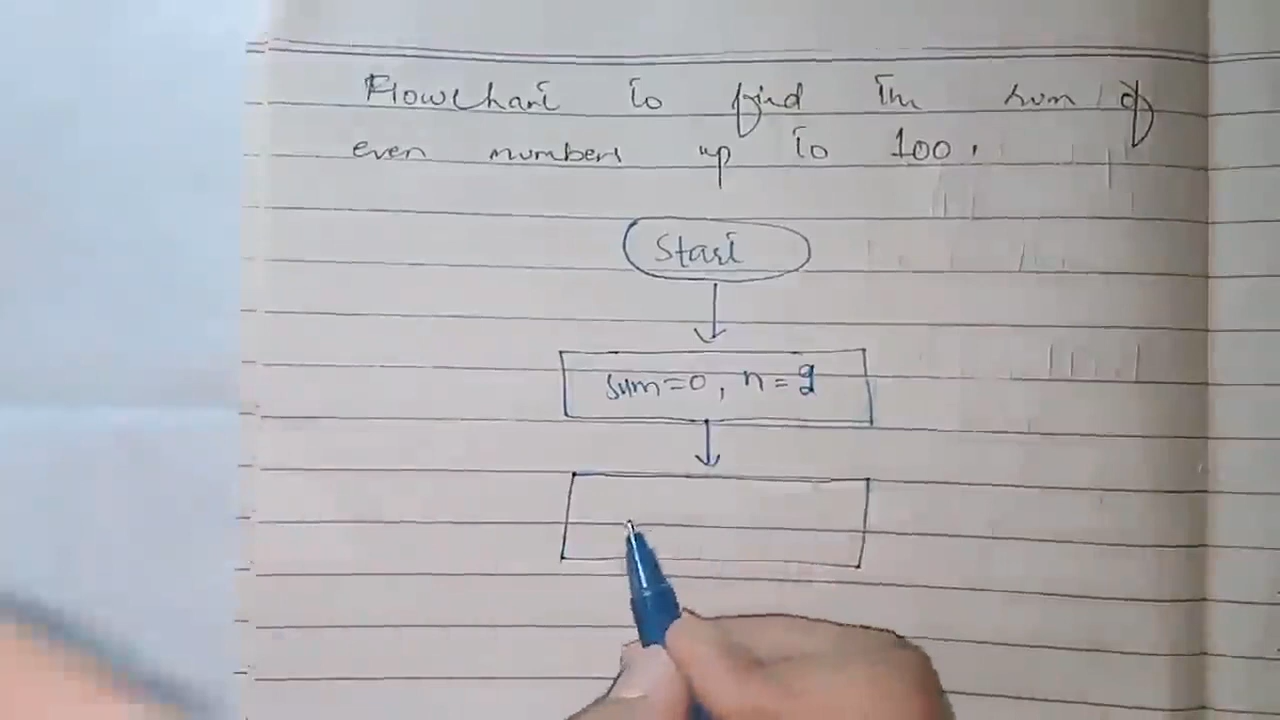 Flowchart to find the sum of
even numbers up to 100.
Start
sum=0, n=2